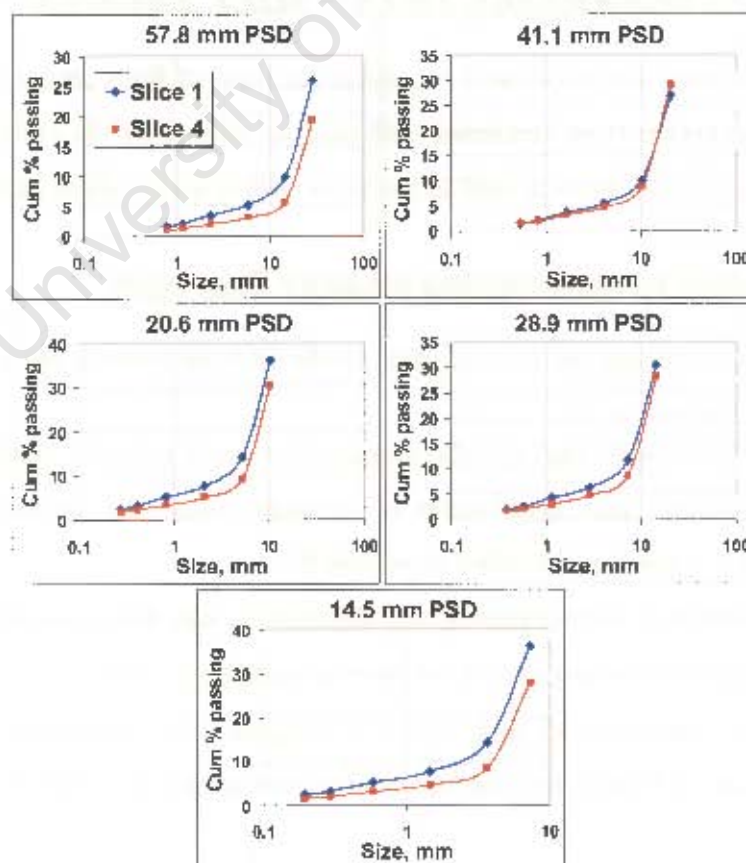 University of
57.8 mm PSD
Cum % passing
30
25
20
15
10
5
0
Slice 1
Slice 4
0.1 1 10 100
Size, mm
41.1 mm PSD
Cum % passing
35
30
25
20
15
10
5
0
0.1 1 10 100
Size, mm
20.6 mm PSD
Cum % passing
40
30
20
10
0
0.1 1 10 100
Size, mm
28.9 mm PSD
Cum % passing
35
30
25
20
15
10
5
0
0.1 1 10 100
Size, mm
14.5 mm PSD
Cum % passing
40
30
20
10
0
0.1 1 10
Size, mm